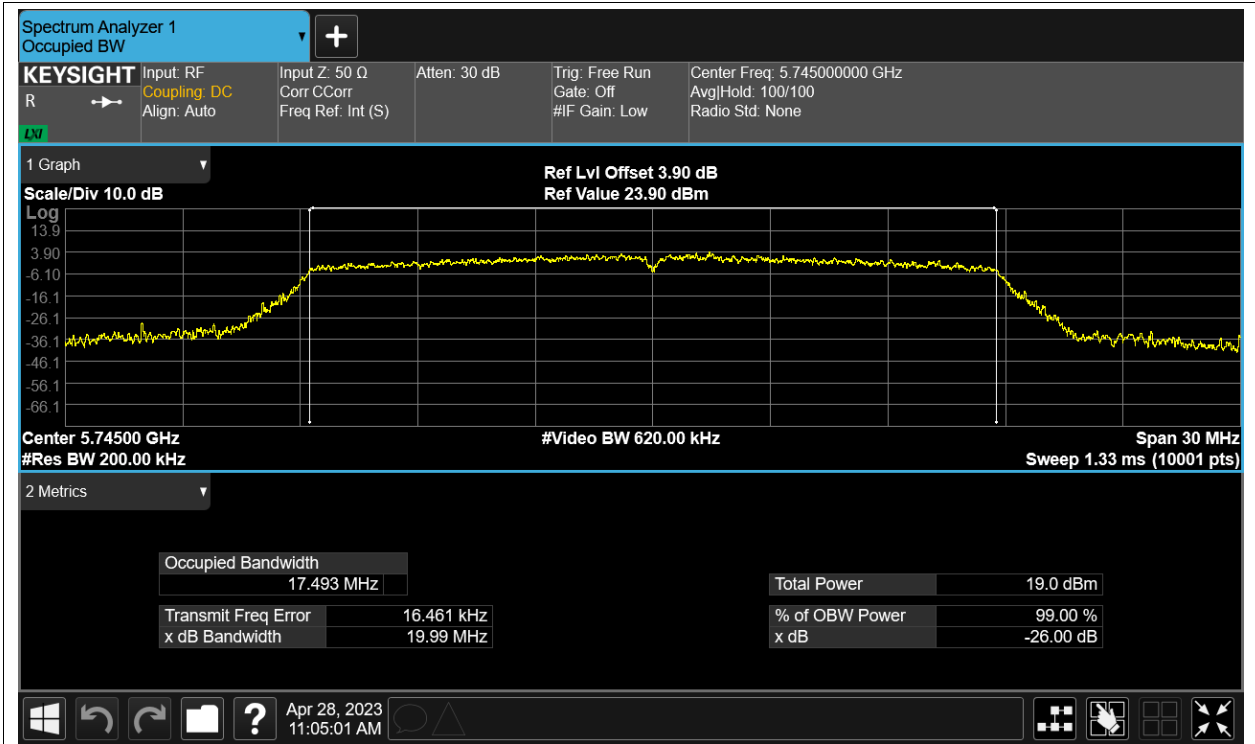 Spectrum Analyzer 1
Occupied BW
KEYSIGHT
R
LXI
Input: RF
Coupling: DC
Align: Auto
Input Z: 50 Ω
Corr CCorr
Freq Ref: Int (S)
Atten: 30 dB
Trig: Free Run
Gate: Off
#IF Gain: Low
Center Freq: 5.745000000 GHz
Avg|Hold: 100/100
Radio Std: None
1 Graph
Scale/Div 10.0 dB
Ref Lvl Offset 3.90 dB
Ref Value 23.90 dBm
Log
13.9
3.90
-6.10
-16.1
-26.1
-36.1
-46.1
-56.1
-66.1
Center 5.74500 GHz
#Video BW 620.00 kHz
Span 30 MHz
#Res BW 200.00 kHz
Sweep 1.33 ms (10001 pts)
2 Metrics
Occupied Bandwidth
17.493 MHz
Transmit Freq Error 16.461 kHz
x dB Bandwidth 19.99 MHz
Total Power 19.0 dBm
% of OBW Power 99.00 %
x dB -26.00 dB
?
Apr 28, 2023
11:05:01 AM